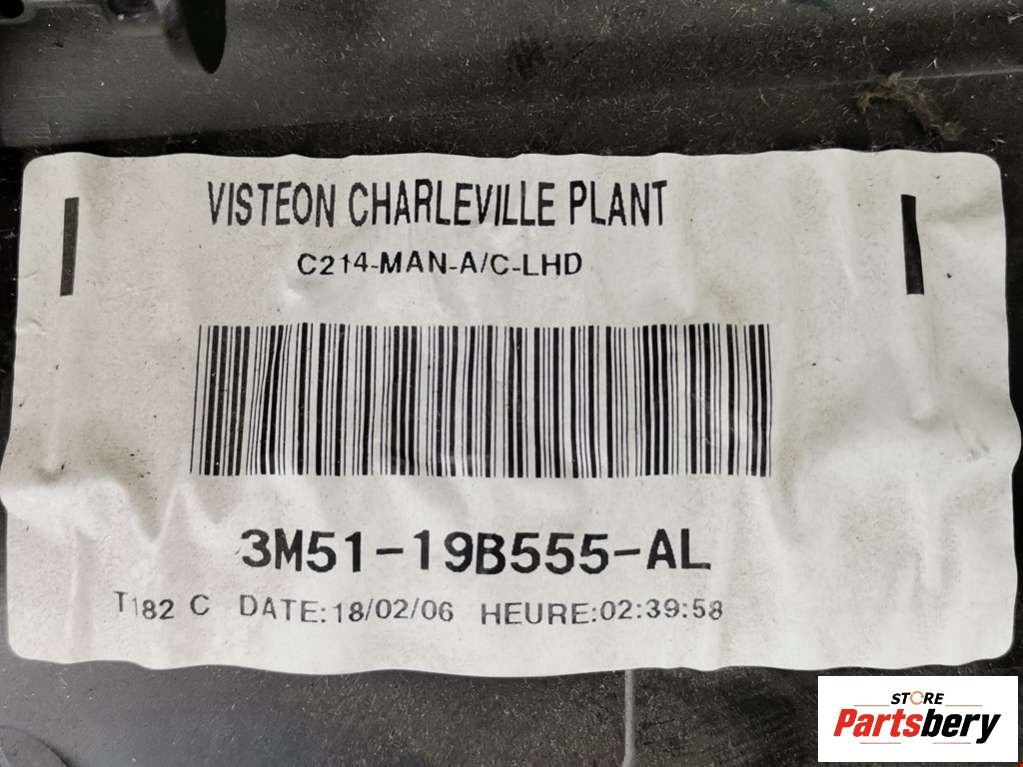 VISTEON CHARLEVILLE PLANT
C214-MAN-A/C-LHD
3M51-19B555-AL
T182 C DATE:18/02/06 HEURE:02:39:58
STORE
Partsbery